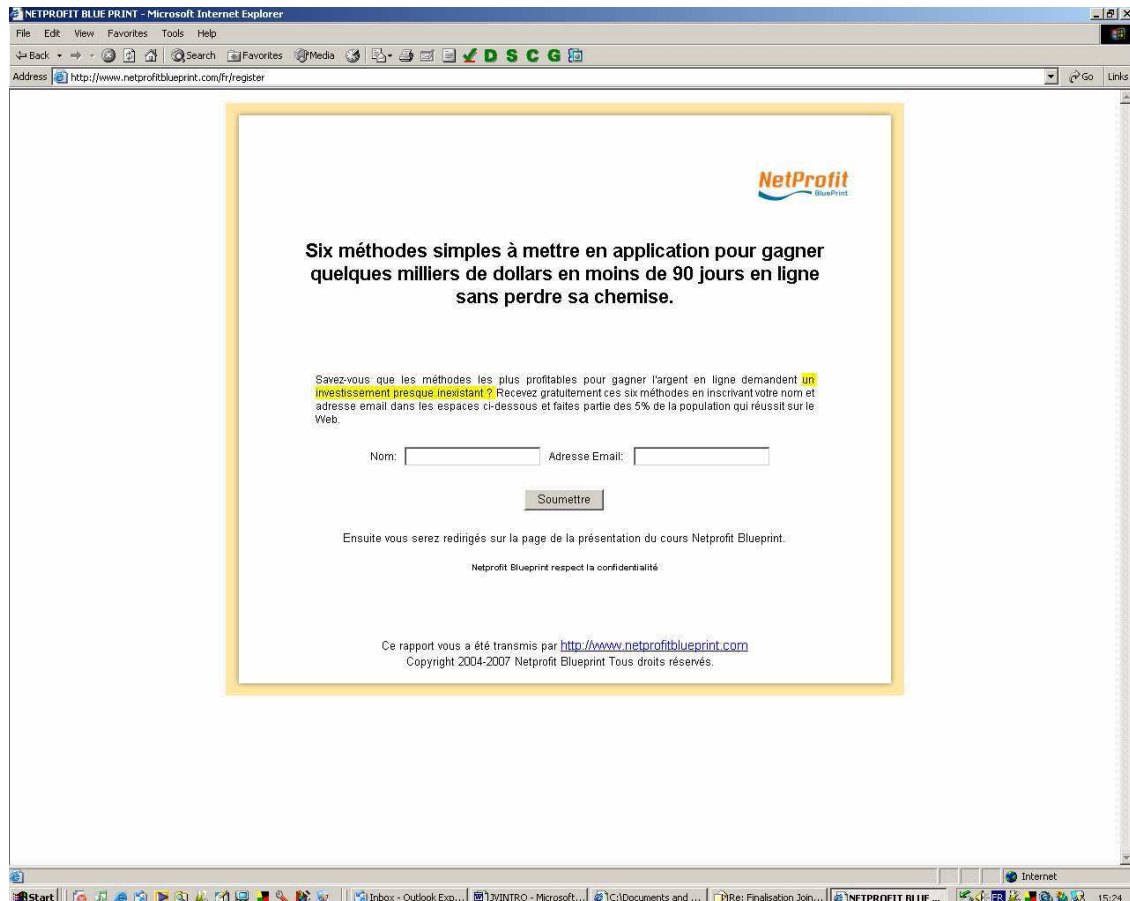 NETPROFIT BLUE PRINT - Microsoft Internet Explorer
File Edit View Favorites Tools Help
Back Search Favorites Media D S C G
Address http://www.netprofitblueprint.com/fr/register Go Links
NetProfit
BluePrint
Six méthodes simples à mettre en application pour gagner
quelques milliers de dollars en moins de 90 jours en ligne
sans perdre sa chemise.
Savez-vous que les méthodes les plus profitables pour gagner l'argent en ligne demandent un
investissement presque inexistant ? Recevez gratuitement ces six méthodes en inscrivant votre nom et
adresse email dans les espaces ci-dessous et faites partie des 5% de la population qui réussit sur le
Web.
Nom: Adresse Email:
Soumettre
Ensuite vous serez redirigés sur la page de la présentation du cours Netprofit Blueprint.
Netprofit Blueprint respect la confidentialité
Ce rapport vous a été transmis par http://www.netprofitblueprint.com
Copyright 2004-2007 Netprofit Blueprint Tous droits réservés.
Internet
Start Inbox - Outlook Exp... JVINTRO - Microsoft... C:\Documents and ... Re: Finalisation Join... NETPROFIT BLUE ... FR 15:24